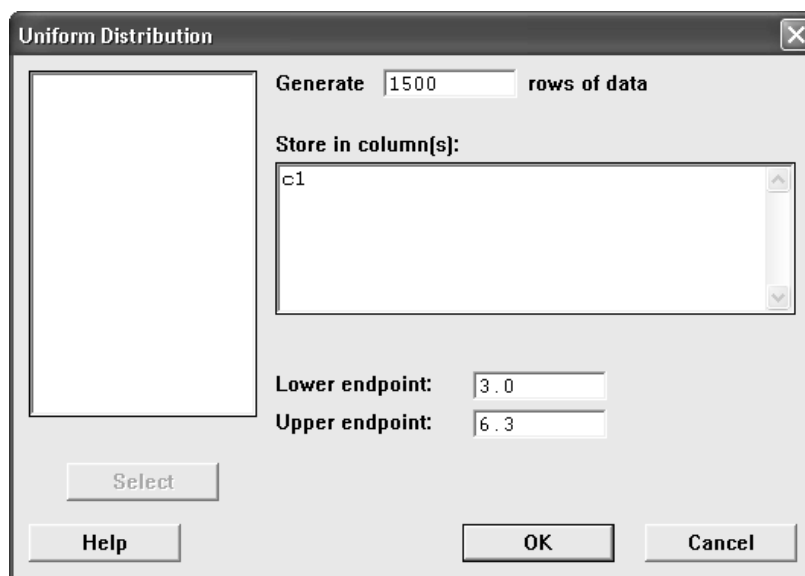 Uniform Distribution
Generate 1500 rows of data
Store in column(s):
c1
Lower endpoint: 3.0
Upper endpoint: 6.3
Select
Help OK Cancel